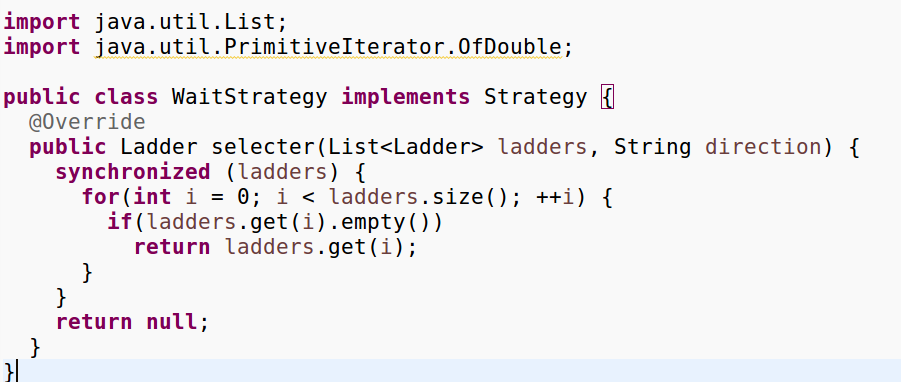 import java.util.List;
import java.util.PrimitiveIterator.OfDouble;
public class WaitStrategy implements Strategy {
  @Override
  public Ladder selecter(List<Ladder> ladders, String direction) {
    synchronized (ladders) {
      for(int i = 0; i < ladders.size(); ++i) {
        if(ladders.get(i).empty())
          return ladders.get(i);
      }
    }
    return null;
  }
}